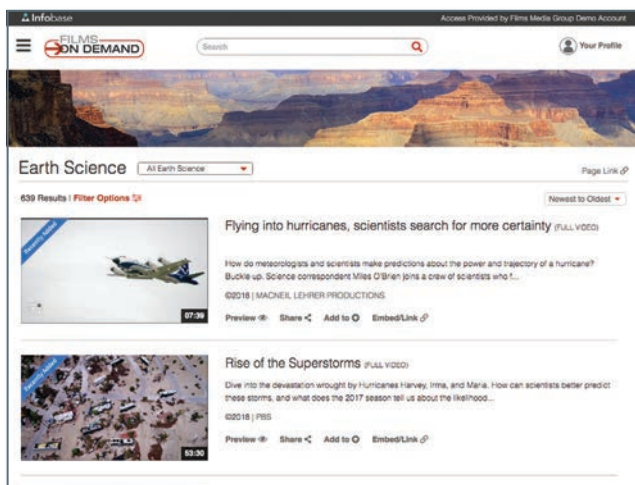 Infobase
Access Provided by Films Media Group Demo Account
FILMS
ON DEMAND
Search
Your Profile
Earth Science
All Earth Science
Page Link
639 Results | Filter Options
Newest to Oldest
Recently Added
07:39
Flying into hurricanes, scientists search for more certainty (FULL VIDEO)
How do meteorologists and scientists make predictions about the power and trajectory of a hurricane?
Buckle up. Science correspondent Miles O'Brien joins a crew of scientists who f...
©2018 | MACNEIL LEHRER PRODUCTIONS
Preview Share Add to Embed/Link
Recently Added
53:30
Rise of the Superstorms (FULL VIDEO)
Dive into the devastation wrought by Hurricanes Harvey, Irma, and Maria. How can scientists better predict
these storms, and what does the 2017 season tell us about the likelihood...
©2018 | PBS
Preview Share Add to Embed/Link